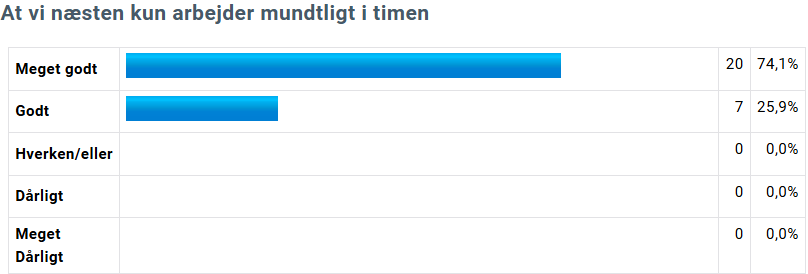 At vi næsten kun arbejder mundtligt i timen
Meget godt 20 74,1%
Godt 7 25,9%
Hverken/eller 0 0,0%
Dårligt 0 0,0%
Meget 0 0,0%
Dårligt